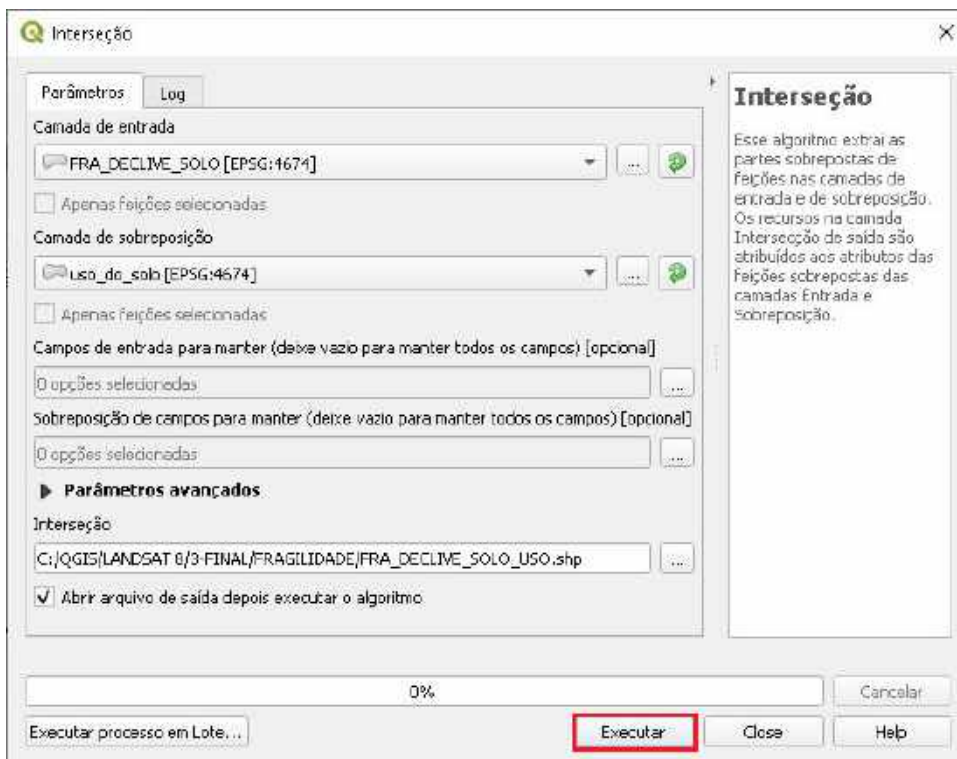 Interseção
Parâmetros
Log
Camada de entrada
FRA_DECLIVE_SOLO [EPSG:4674]
...
Apenas feições selecionadas
Camada de sobreposição
uso_do_solo [EPSG:4674]
...
Apenas feições selecionadas
Campos de entrada para manter (deixe vazio para manter todos os campos) [opcional]
0 opções selecionadas
...
Sobreposição de campos para manter (deixe vazio para manter todos os campos) [opcional]
0 opções selecionadas
...
Parâmetros avançados
Interseção
C:/QGIS/LANDSAT 8/3-FINAL/FRAGILIDADE/FRA_DECLIVE_SOLO_USO.shp
...
Abrir arquivo de saída depois executar o algoritmo
Interseção
Esse algoritmo extrai as
partes sobrepostas de
feições nas camadas de
entrada e de sobreposição.
Os recursos na camada
Intersecção de saída são
atribuídos aos atributos das
feições sobrepostas das
camadas Entrada e
Sobreposição.
0%
Cancelar
Executar processo em Lote...
Executar
Close
Help